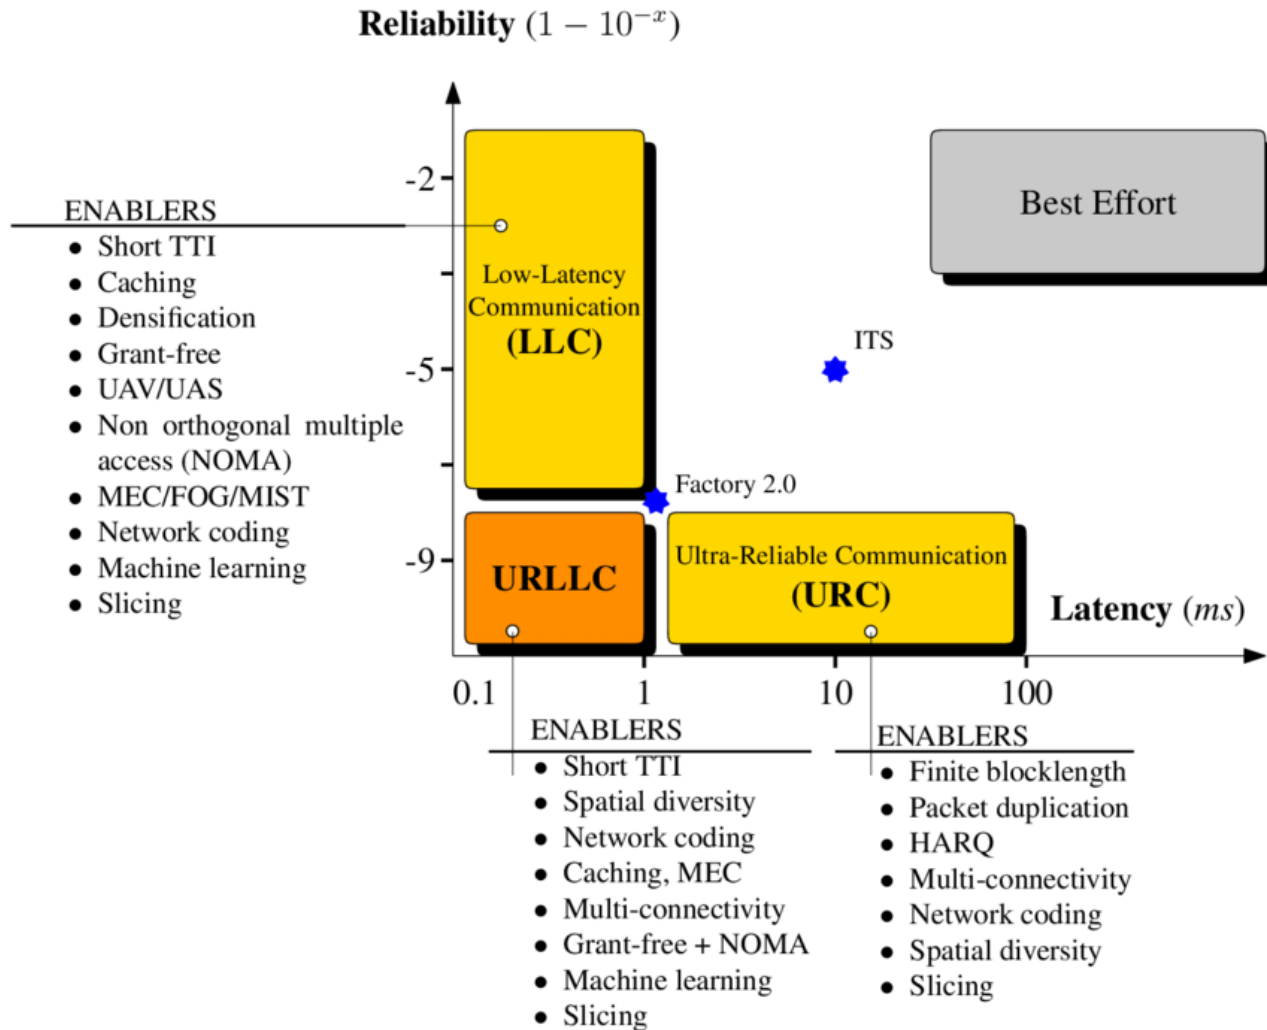 Reliability (1 − 10^{−x})
-2
-5
-9
Best Effort
ENABLERS
● Short TTI
● Caching
● Densification
● Grant-free
● UAV/UAS
● Non orthogonal multiple
access (NOMA)
● MEC/FOG/MIST
● Network coding
● Machine learning
● Slicing
Low-Latency
Communication
(LLC)
ITS
Factory 2.0
URLLC
Ultra-Reliable Communication
(URC)
Latency (ms)
0.1 1 10 100
ENABLERS
● Short TTI
● Spatial diversity
● Network coding
● Caching, MEC
● Multi-connectivity
● Grant-free + NOMA
● Machine learning
● Slicing
ENABLERS
● Finite blocklength
● Packet duplication
● HARQ
● Multi-connectivity
● Network coding
● Spatial diversity
● Slicing